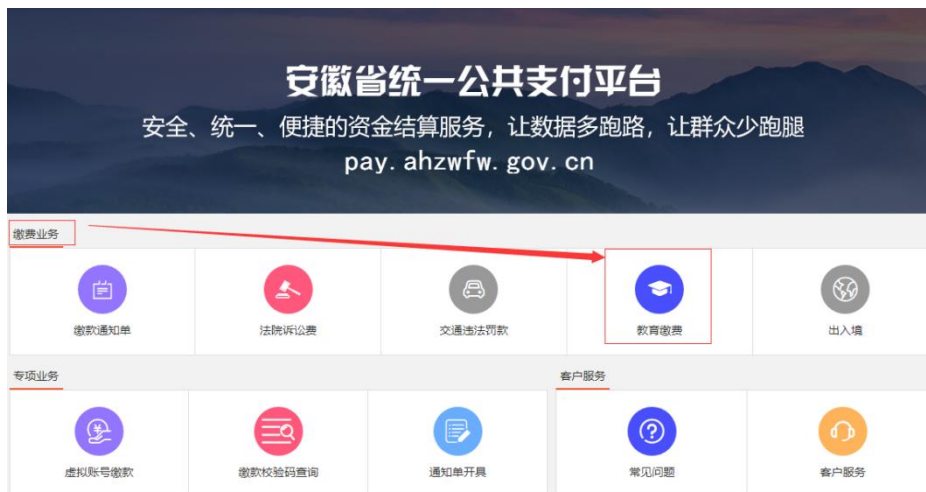 安徽省统一公共支付平台
安全、统一、便捷的资金结算服务，让数据多跑路，让群众少跑腿
pay.ahzwfw.gov.cn
缴费业务
缴款通知单 法院诉讼费 交通违法罚款 教育缴费 出入境
专项业务 客户服务
虚拟账号缴款 缴款校验码查询 通知单开具 常见问题 客户服务